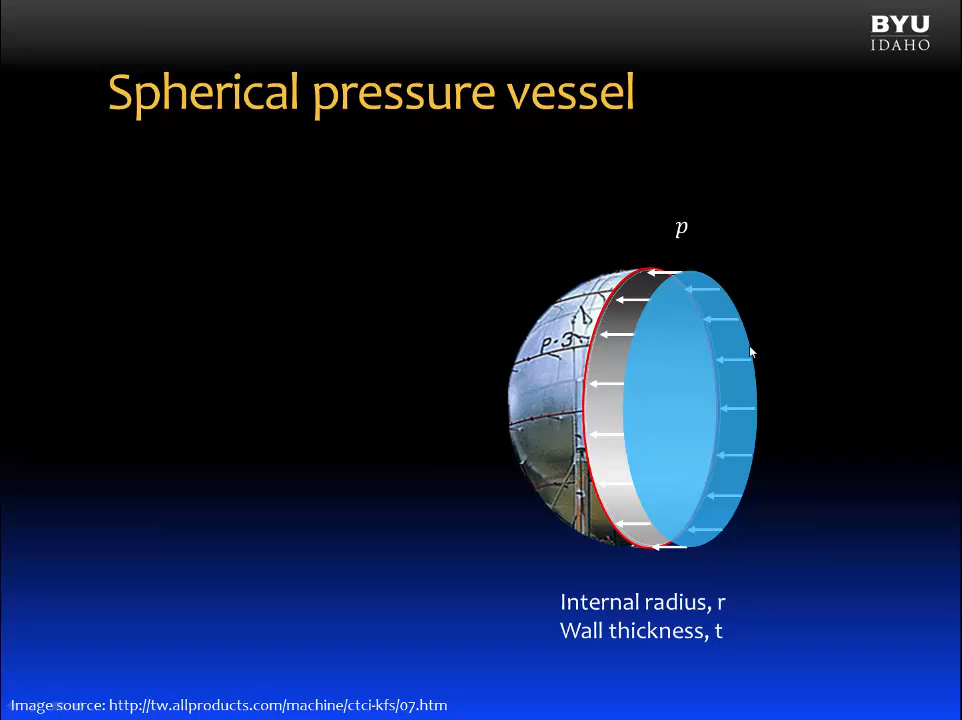 BYU
IDAHO
Spherical pressure vessel
p
P-3
Internal radius, r
Wall thickness, t
Image source: http://tw.allproducts.com/machine/ctci-kfs/07.htm